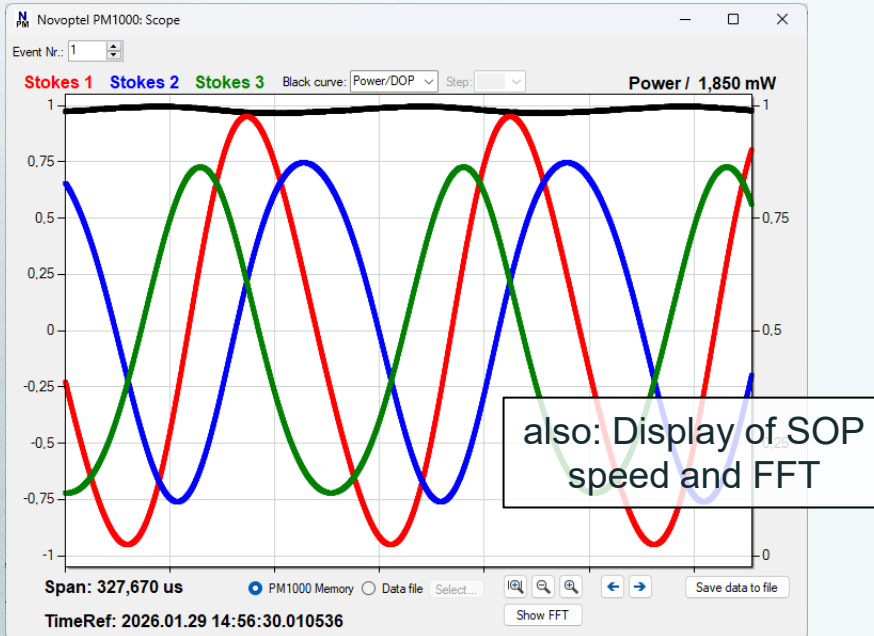 N PM Novoptel PM1000: Scope
Event Nr.: 1
Stokes 1 Stokes 2 Stokes 3 Black curve: Power/DOP Step: Power / 1,850 mW
1 1
0,75
0,5 0,75
0,25
0 0,5
-0,25
also: Display of SOP
-0,5 0,25
speed and FFT
-0,75
-1 0
Span: 327,670 us PM1000 Memory Data file Select... Save data to file
Show FFT
TimeRef: 2026.01.29 14:56:30.010536